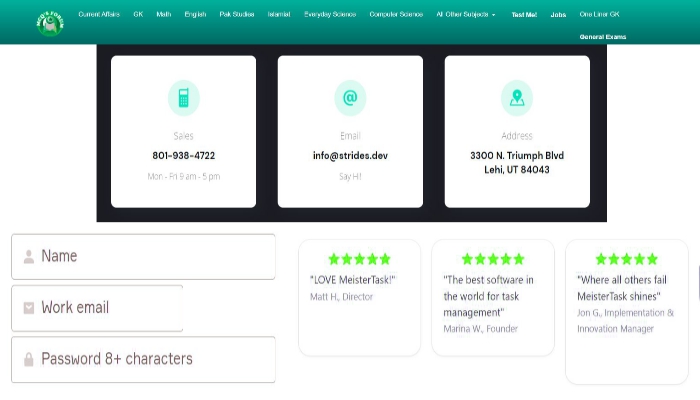 MCQ'S FORUM
Current Affairs GK Math English Pak Studies Islamiat Everyday Science Computer Science All Other Subjects Test Me! Jobs One Liner GK
General Exams
Sales
801-938-4722
Mon - Fri 9 am - 5 pm
@
Email
info@strides.dev
Say Hi!
Address
3300 N. Triumph Blvd
Lehi, UT 84043
Name
Work email
Password 8+ characters
"LOVE MeisterTask!"
Matt H., Director
"The best software in
the world for task
management"
Marina W., Founder
"Where all others fail
MeisterTask shines"
Jon G., Implementation &
Innovation Manager